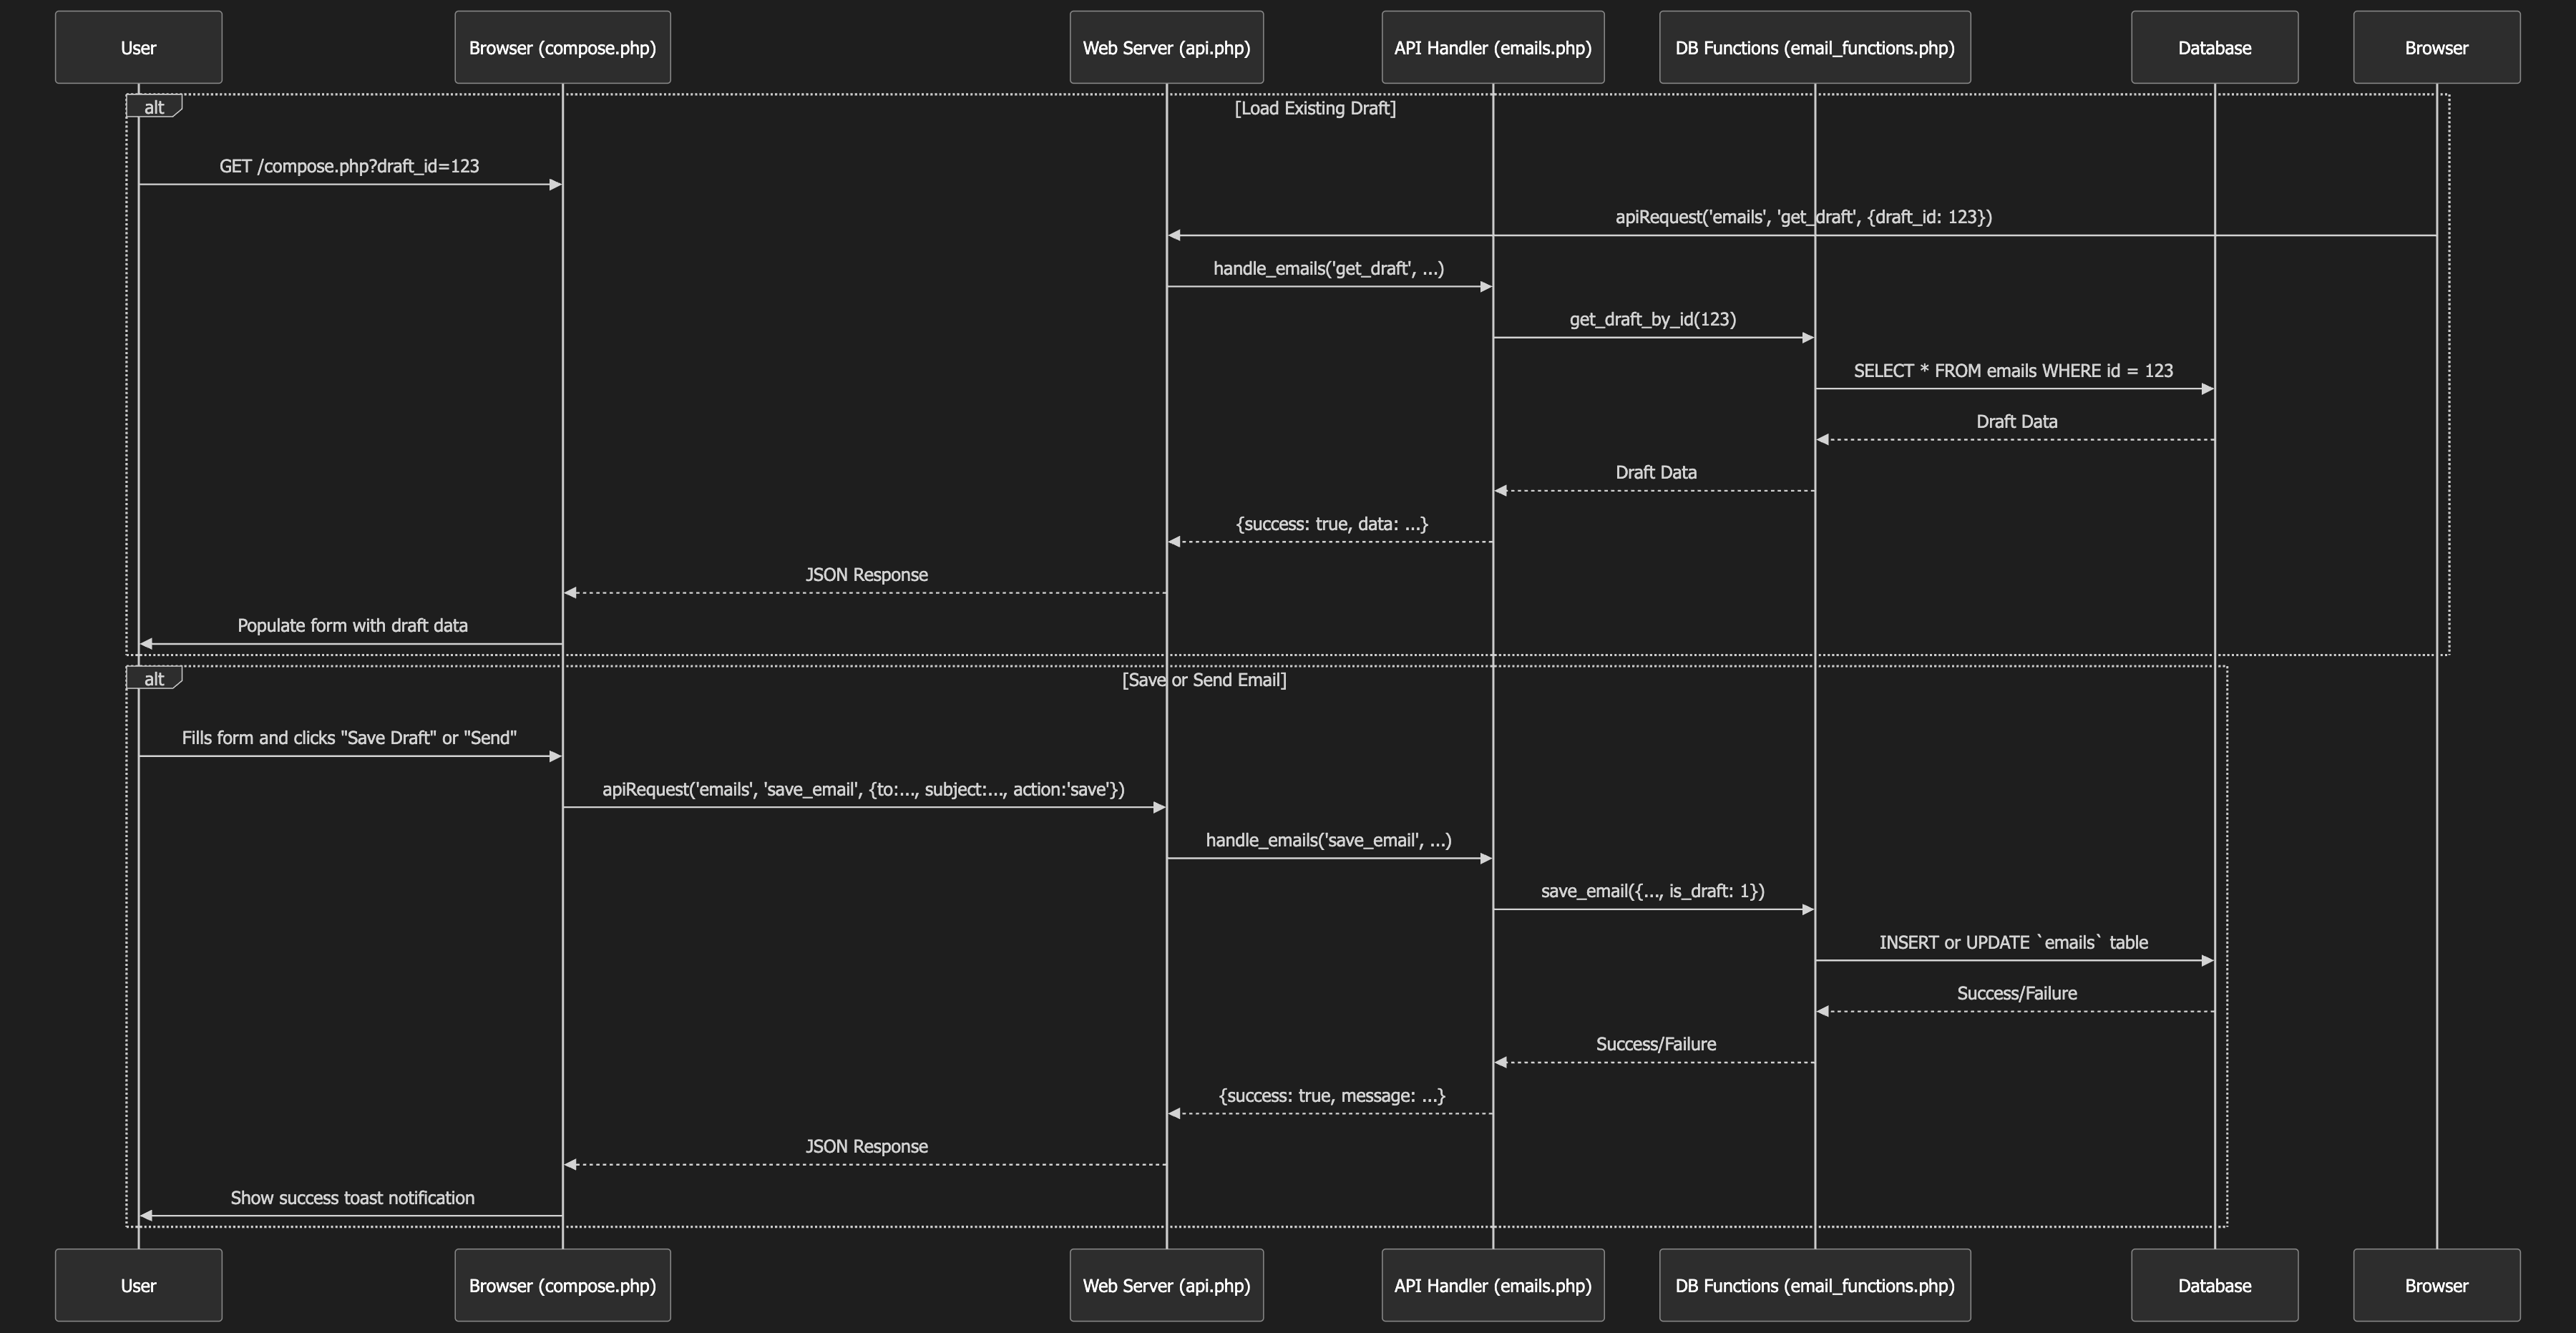 User
Browser (compose.php)
Web Server (api.php)
API Handler (emails.php)
DB Functions (email_functions.php)
Database
Browser
alt
[Load Existing Draft]
GET /compose.php?draft_id=123
apiRequest('emails', 'get_draft', {draft_id: 123})
handle_emails('get_draft', ...)
get_draft_by_id(123)
SELECT * FROM emails WHERE id = 123
Draft Data
Draft Data
{success: true, data: ...}
JSON Response
Populate form with draft data
alt
[Save or Send Email]
Fills form and clicks "Save Draft" or "Send"
apiRequest('emails', 'save_email', {to:..., subject:..., action:'save'})
handle_emails('save_email', ...)
save_email({..., is_draft: 1})
INSERT or UPDATE `emails` table
Success/Failure
Success/Failure
{success: true, message: ...}
JSON Response
Show success toast notification
User
Browser (compose.php)
Web Server (api.php)
API Handler (emails.php)
DB Functions (email_functions.php)
Database
Browser